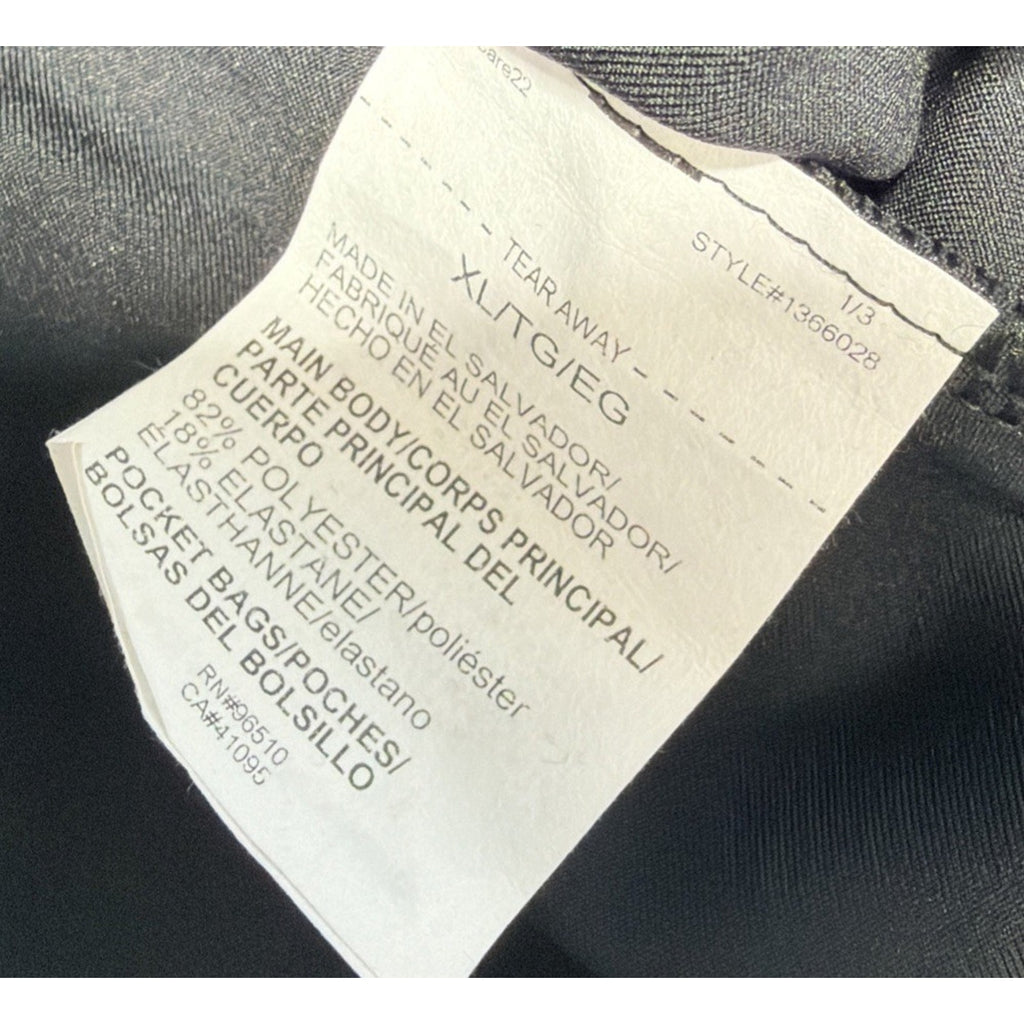 care22
1/3
STYLE#1366028
TEAR AWAY
XL/TG/EG
MADE IN EL SALVADOR/
FABRIQUÉ AU EL SALVADOR/
HECHO EN EL SALVADOR
MAIN BODY/CORPS PRINCIPAL/
PARTE PRINCIPAL DEL
CUERPO
82% POLYESTER/poliéster
18% ELASTANE/
ÉLASTHANNE/elastano
POCKET BAGS/POCHES/
BOLSAS DEL BOLSILLO
RN#96510
CA#41095